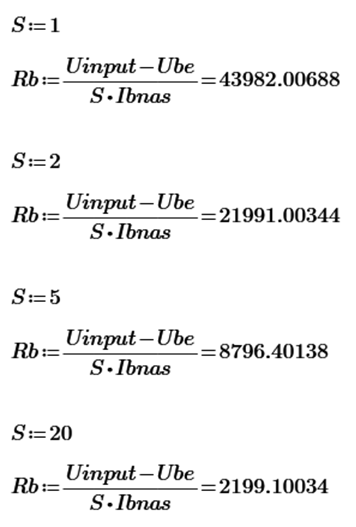 S:=1
Rb:=(Uinput−Ube)/(S⋅Ibnas)=43982.00688
S:=2
Rb:=(Uinput−Ube)/(S⋅Ibnas)=21991.00344
S:=5
Rb:=(Uinput−Ube)/(S⋅Ibnas)=8796.40138
S:=20
Rb:=(Uinput−Ube)/(S⋅Ibnas)=2199.10034